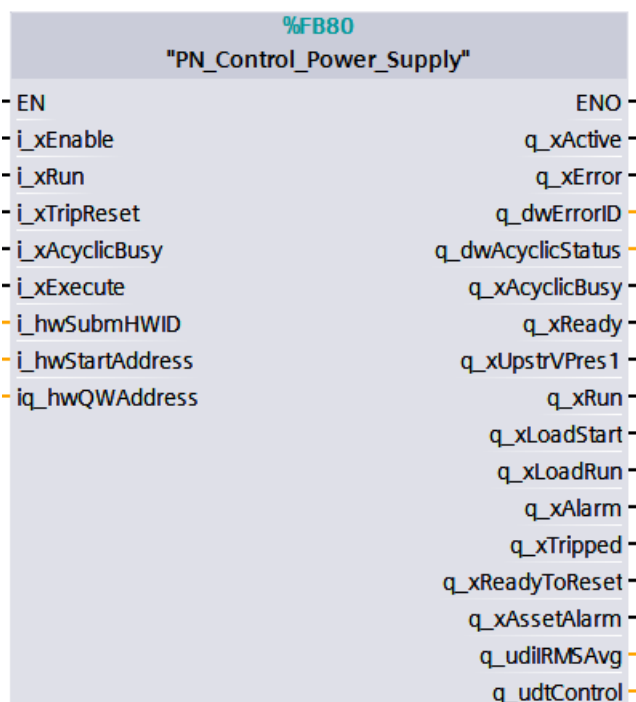 %FB80
"PN_Control_Power_Supply"
EN ENO
i_xEnable q_xActive
i_xRun q_xError
i_xTripReset q_dwErrorID
i_xAcyclicBusy q_dwAcyclicStatus
i_xExecute q_xAcyclicBusy
i_hwSubmHWID q_xReady
i_hwStartAddress q_xUpstrVPres1
iq_hwQWAddress q_xRun
q_xLoadStart
q_xLoadRun
q_xAlarm
q_xTripped
q_xReadyToReset
q_xAssetAlarm
q_udiIRMSAvg
q_udtControl